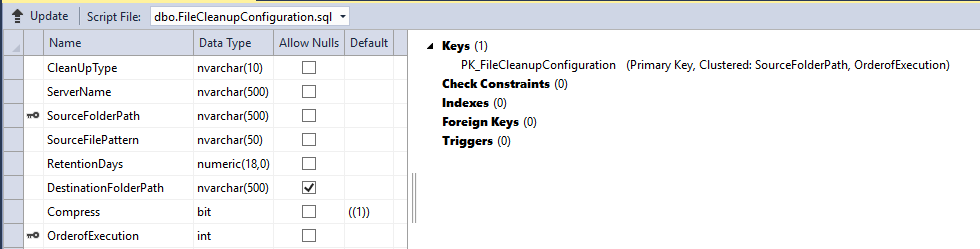 Update Script File: dbo.FileCleanupConfiguration.sql
Name Data Type Allow Nulls Default
CleanUpType nvarchar(10)
ServerName nvarchar(500)
SourceFolderPath nvarchar(500)
SourceFilePattern nvarchar(50)
RetentionDays numeric(18,0)
DestinationFolderPath nvarchar(500)
Compress bit ((1))
OrderofExecution int
Keys (1)
PK_FileCleanupConfiguration (Primary Key, Clustered: SourceFolderPath, OrderofExecution)
Check Constraints (0)
Indexes (0)
Foreign Keys (0)
Triggers (0)